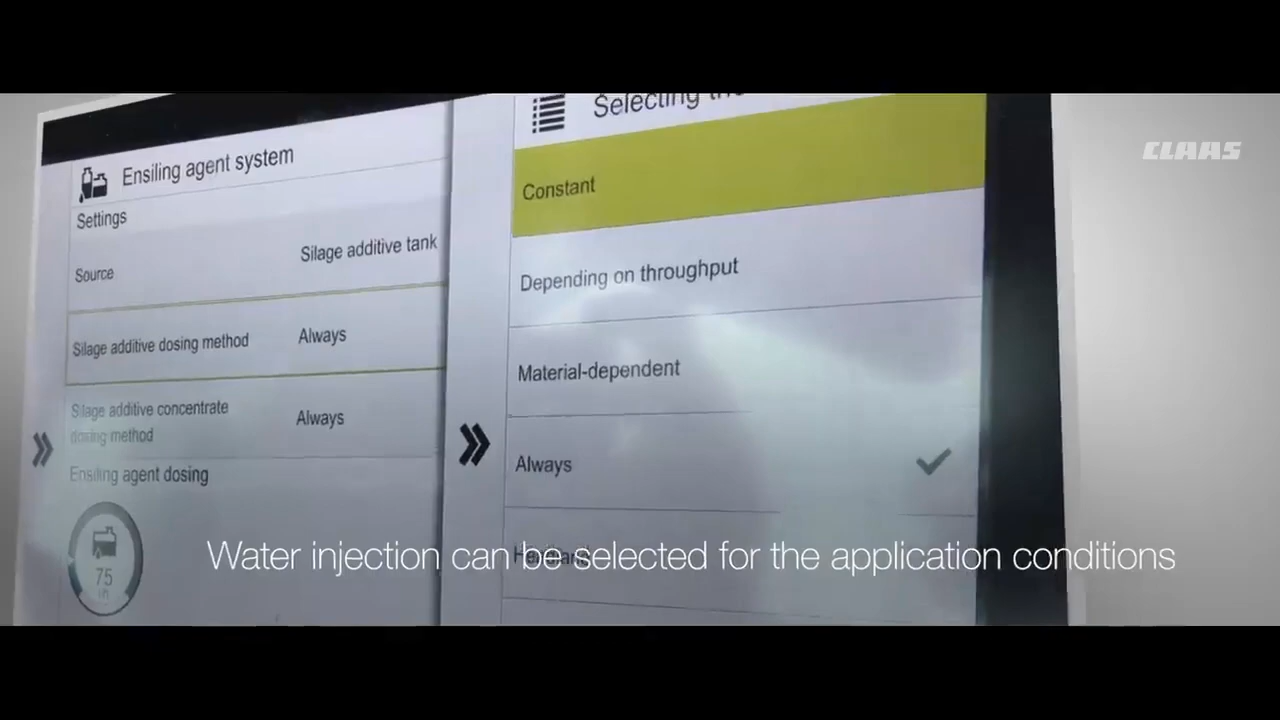 CLAAS
Ensiling agent system
Settings
Source
Silage additive tank
Silage additive dosing method
Always
Silage additive concentrate
dosing method
Always
Ensiling agent dosing
75
Selecting
Constant
Depending on throughput
Material-dependent
Always
Water injection can be selected for the application conditions